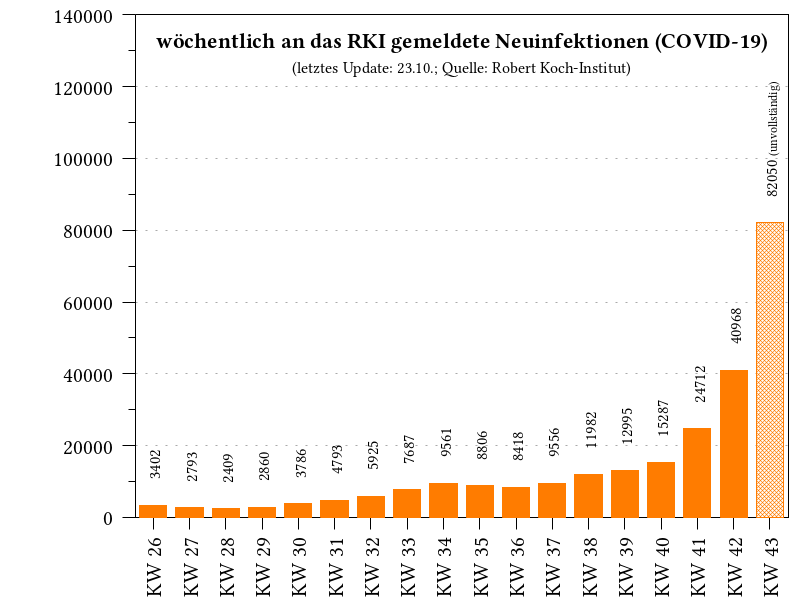 wöchentlich an das RKI gemeldete Neuinfektionen (COVID-19)
(letztes Update: 23.10.; Quelle: Robert Koch-Institut)
140000
120000
100000
80000
60000
40000
20000
0
3402
2793
2409
2860
3786
4793
5925
7687
9561
8806
8418
9556
11982
12995
15287
24712
40968
82050 (unvollständig)
KW 26
KW 27
KW 28
KW 29
KW 30
KW 31
KW 32
KW 33
KW 34
KW 35
KW 36
KW 37
KW 38
KW 39
KW 40
KW 41
KW 42
KW 43